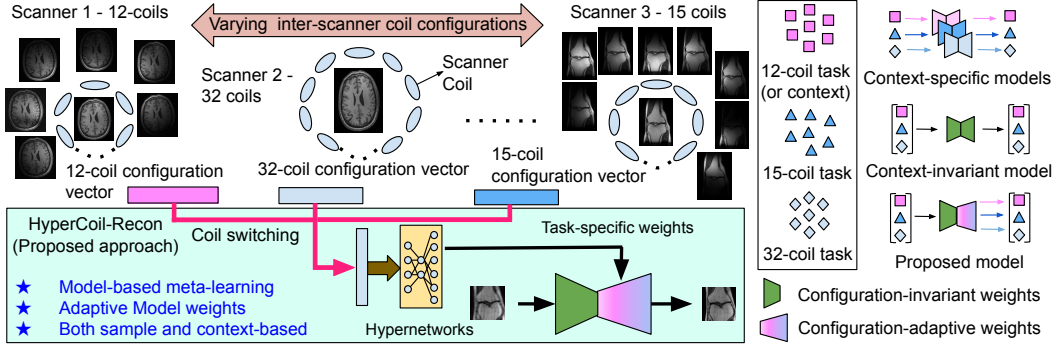 Scanner 1 - 12-coils
Varying inter-scanner coil configurations
Scanner 3 - 15 coils
Scanner 2 -
32 coils
Scanner
Coil
12-coil configuration
vector
32-coil configuration vector
15-coil
configuration
vector
HyperCoil-Recon
(Proposed approach)
Coil switching
Task-specific weights
★ Model-based meta-learning
★ Adaptive Model weights
★ Both sample and context-based
Hypernetworks
12-coil task
(or context)
15-coil task
32-coil task
Context-specific models
Context-invariant model
Proposed model
Configuration-invariant weights
Configuration-adaptive weights